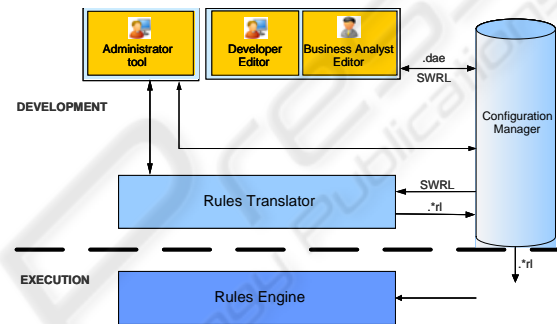 Administrator
tool
Developer
Editor
Business Analyst
Editor
.dae
SWRL
DEVELOPMENT
Configuration
Manager
Rules Translator
SWRL
.*rl
.*rl
EXECUTION
Rules Engine